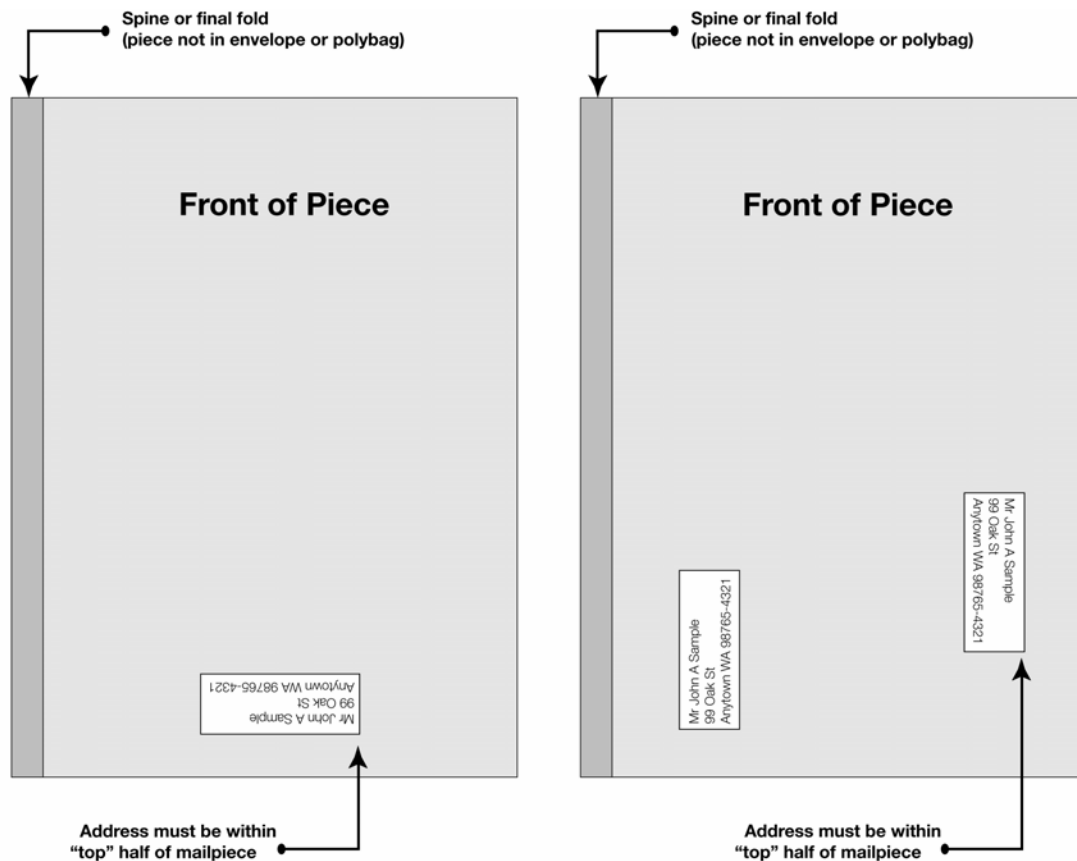 Spine or final fold
(piece not in envelope or polybag)
Front of Piece
Mr John A Sample
99 Oak St
Anytown WA 98765-4321
Address must be within
“top” half of mailpiece
Spine or final fold
(piece not in envelope or polybag)
Front of Piece
Mr John A Sample
99 Oak St
Anytown WA 98765-4321
Mr John A Sample
99 Oak St
Anytown WA 98765-4321
Address must be within
“top” half of mailpiece